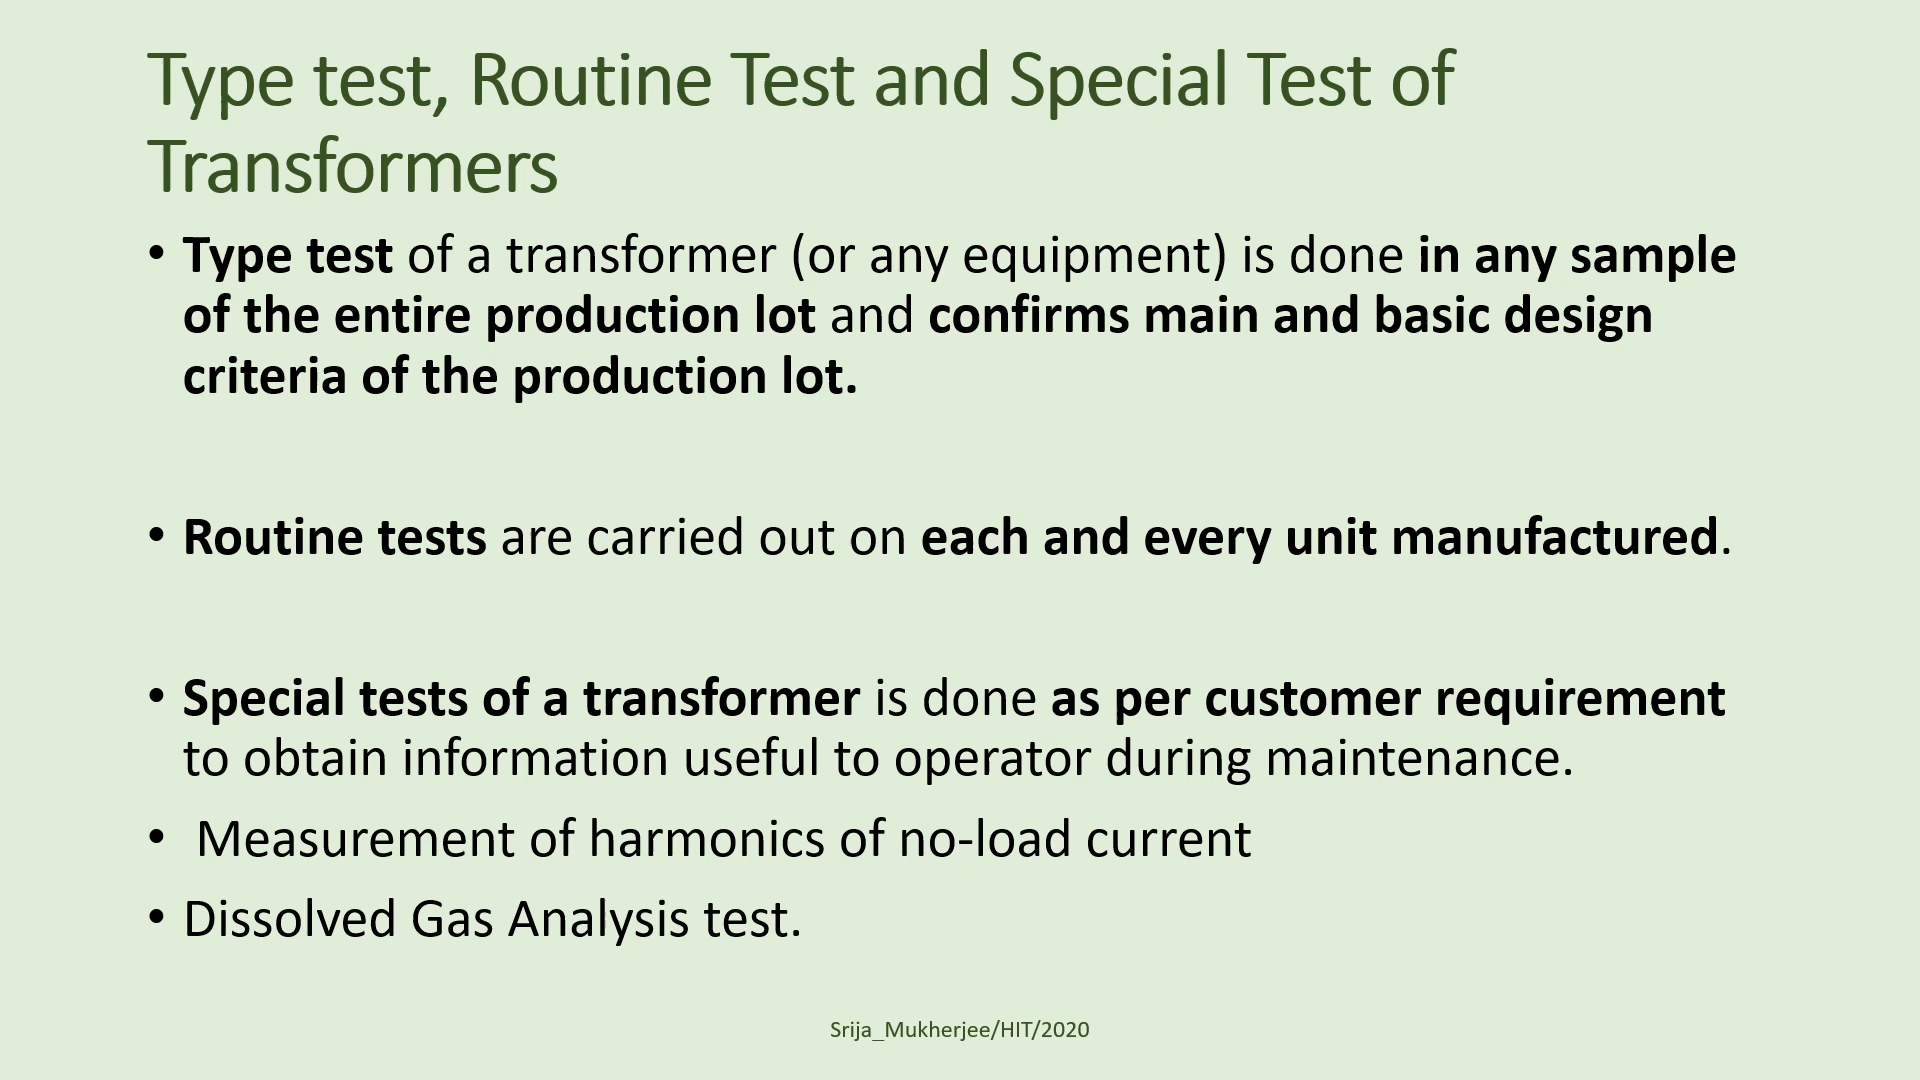 Type test, Routine Test and Special Test of
Transformers
• Type test of a transformer (or any equipment) is done in any sample
of the entire production lot and confirms main and basic design
criteria of the production lot.
• Routine tests are carried out on each and every unit manufactured.
• Special tests of a transformer is done as per customer requirement
to obtain information useful to operator during maintenance.
• Measurement of harmonics of no-load current
• Dissolved Gas Analysis test.
Srija_Mukherjee/HIT/2020